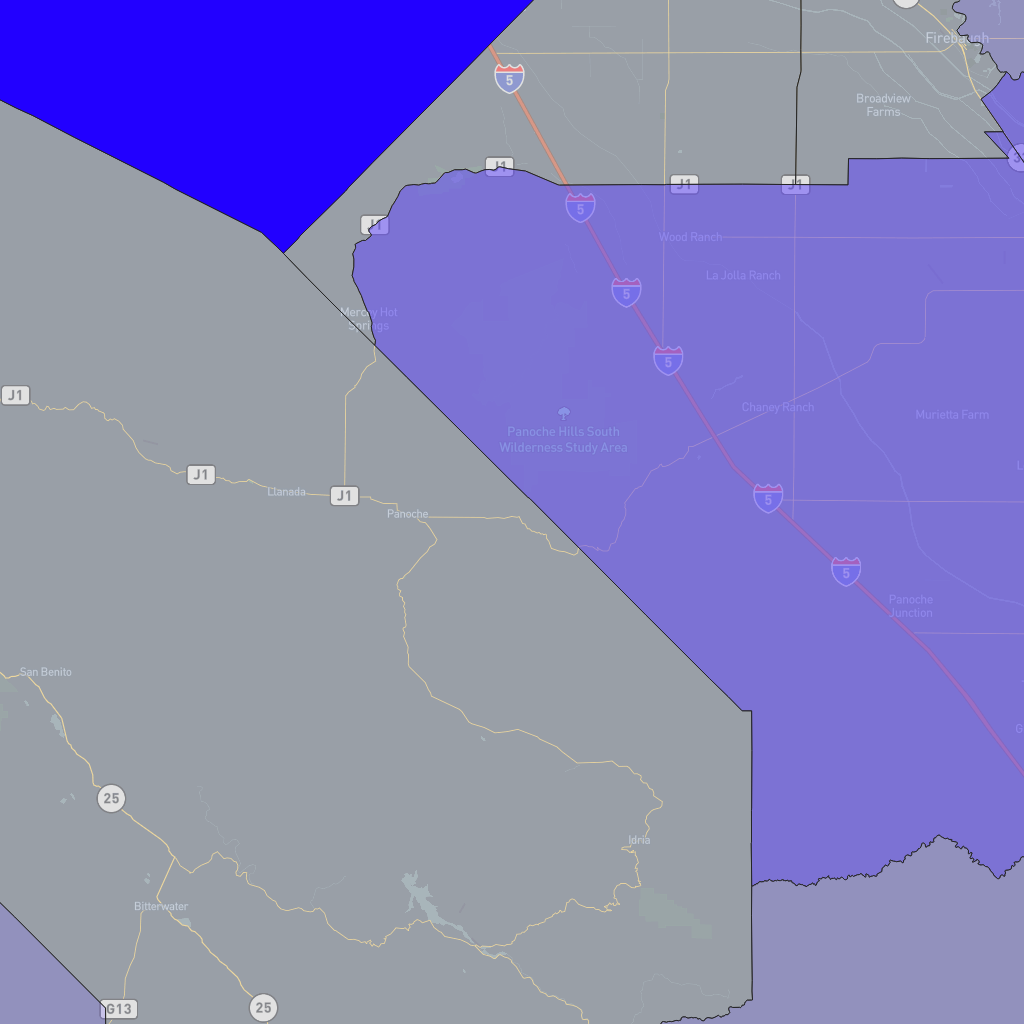 Firebaugh
5
Broadview
Farms
J1
33
J1
J1
5
J1
Wood Ranch
La Jolla Ranch
5
Mercey Hot
Springs
5
J1
Chaney Ranch
Murietta Farm
Panoche Hills South
Wilderness Study Area
J1
Llanada
J1
5
Panoche
5
Panoche
Junction
San Benito
25
Idria
Bitterwater
G13
25